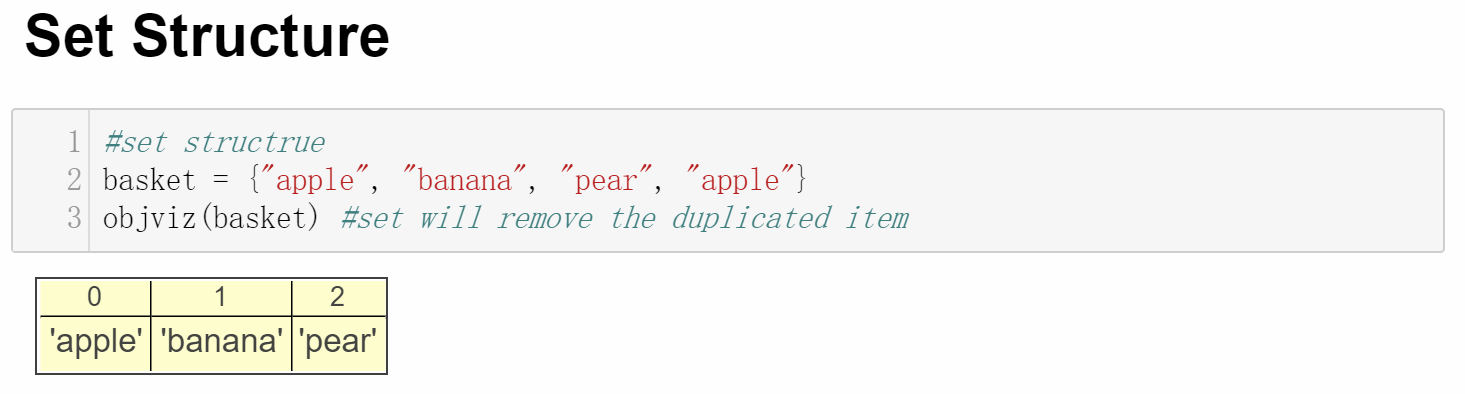 Set Structure
1 #set structrue
2 basket = {"apple", "banana", "pear", "apple"}
3 objviz(basket) #set will remove the duplicated item
0 1 2
'apple' 'banana' 'pear'